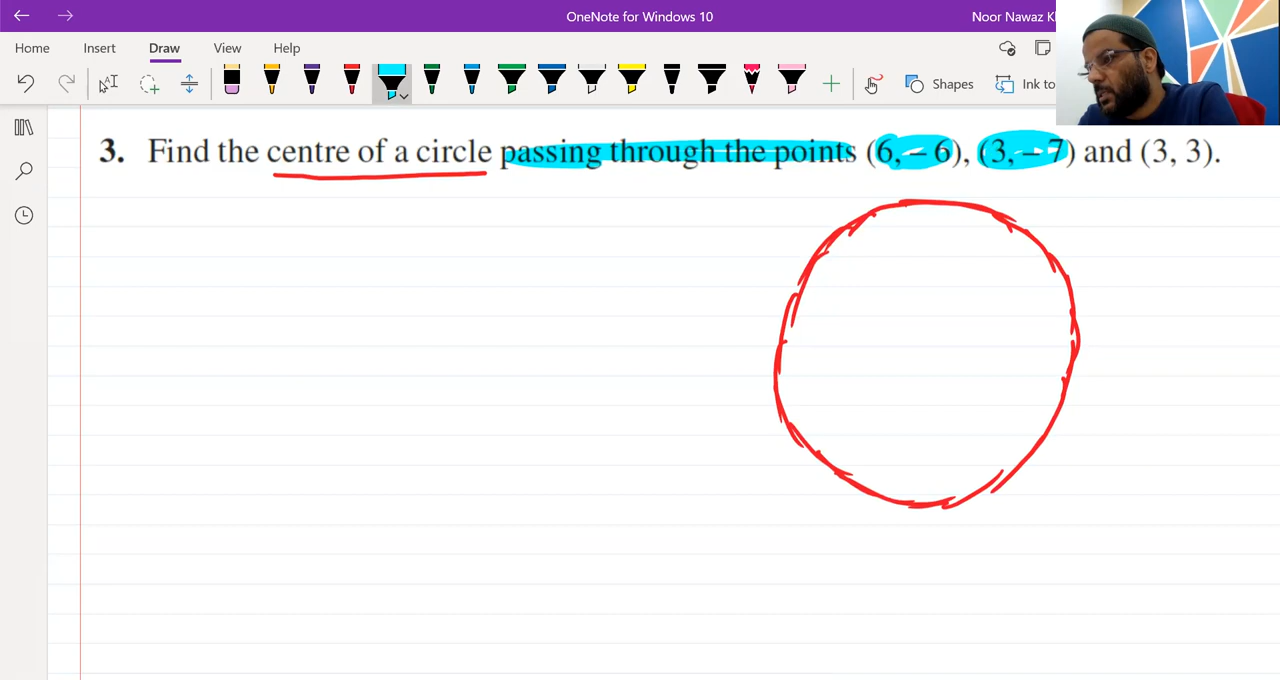 OneNote for Windows 10
Noor Nawaz
Home Insert Draw View Help
Shapes
Ink to
3. Find the centre of a circle passing through the points (6, – 6), (3, – 7) and (3, 3).